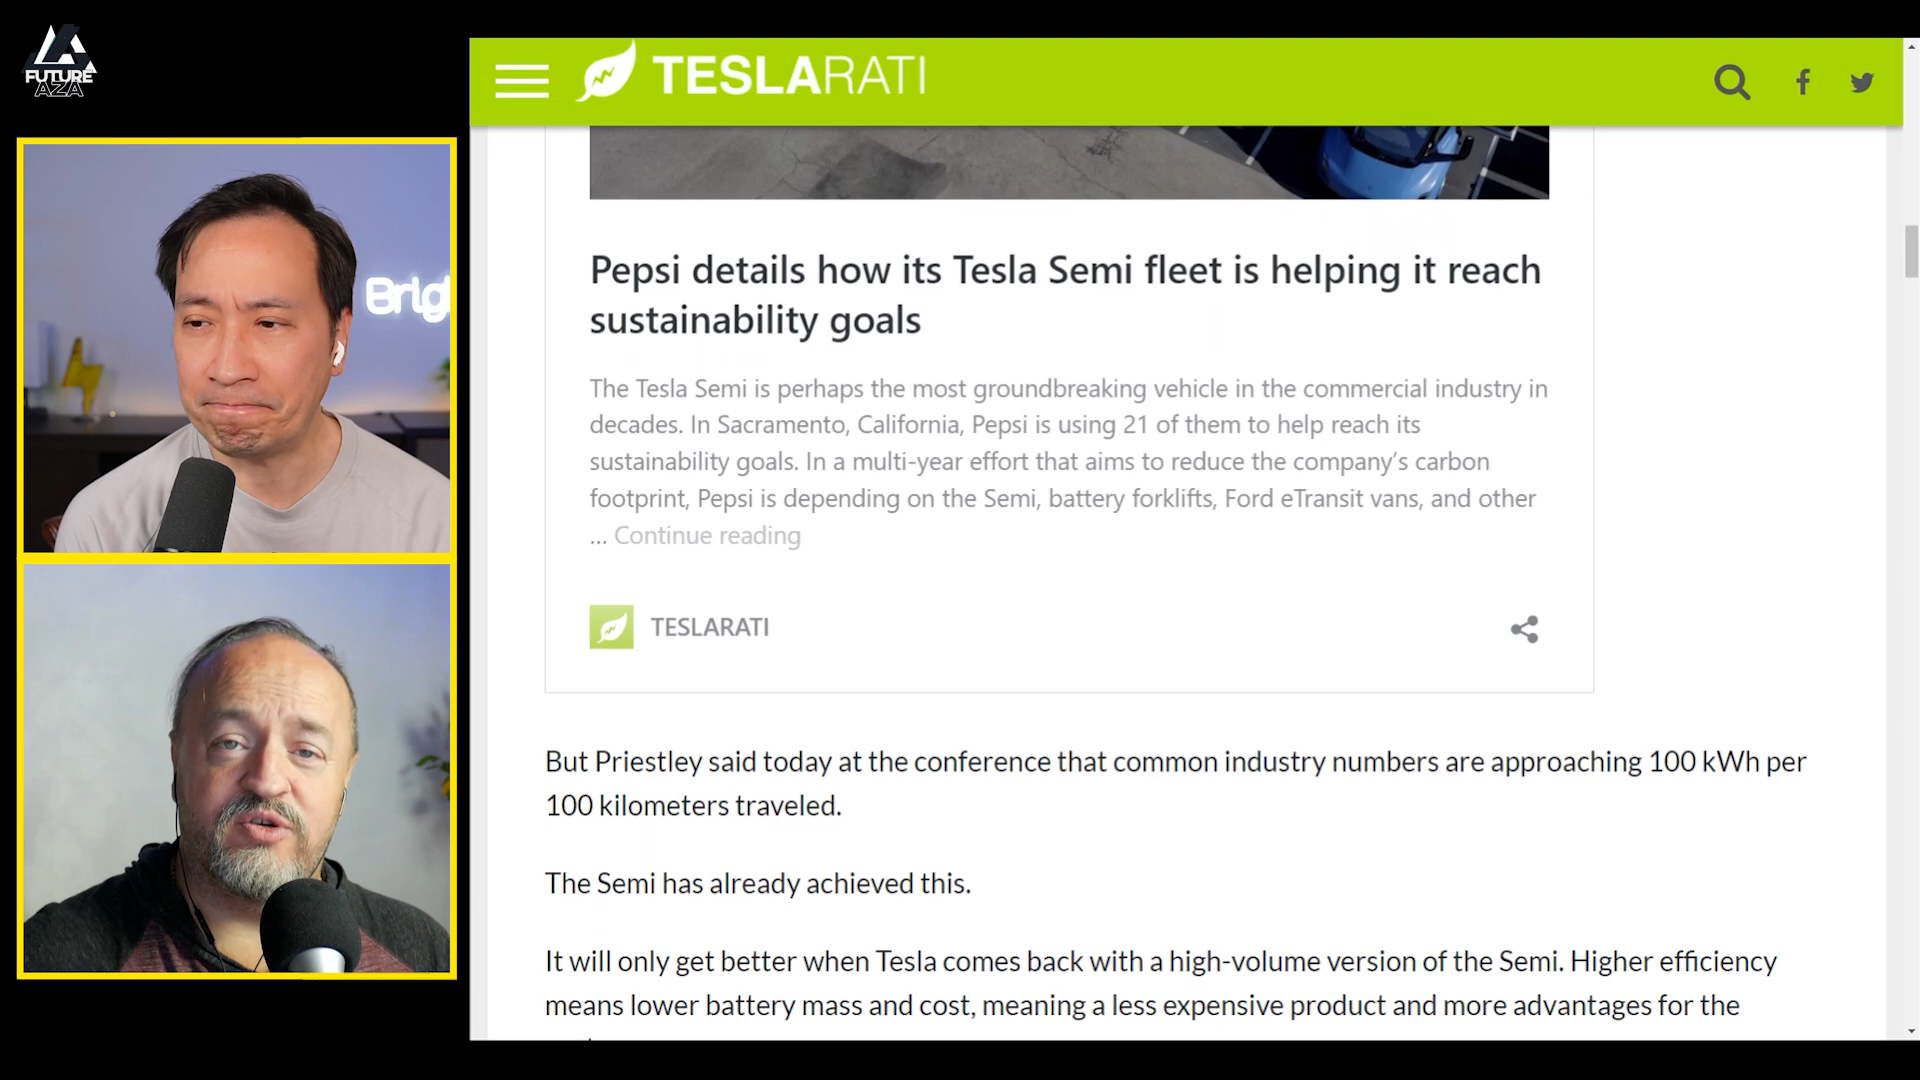 FUTURE
AZA
Brig
TESLARATI
Pepsi details how its Tesla Semi fleet is helping it reach
sustainability goals
The Tesla Semi is perhaps the most groundbreaking vehicle in the commercial industry in
decades. In Sacramento, California, Pepsi is using 21 of them to help reach its
sustainability goals. In a multi-year effort that aims to reduce the company’s carbon
footprint, Pepsi is depending on the Semi, battery forklifts, Ford eTransit vans, and other
... Continue reading
TESLARATI
But Priestley said today at the conference that common industry numbers are approaching 100 kWh per
100 kilometers traveled.
The Semi has already achieved this.
It will only get better when Tesla comes back with a high-volume version of the Semi. Higher efficiency
means lower battery mass and cost, meaning a less expensive product and more advantages for the